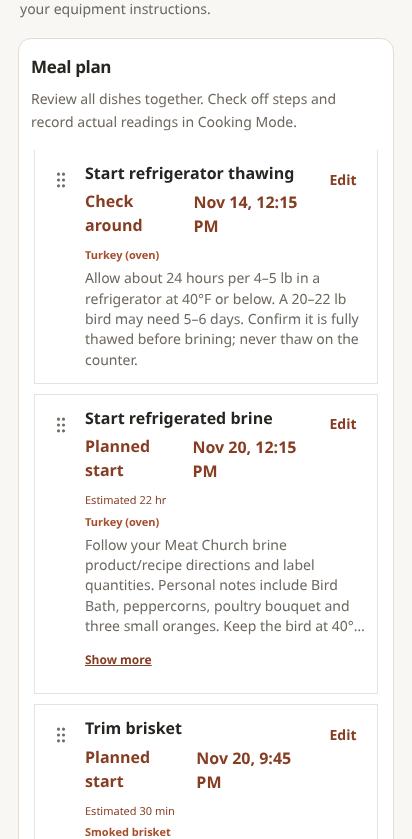 your equipment instructions.
Meal plan
Review all dishes together. Check off steps and
record actual readings in Cooking Mode.
Start refrigerator thawing
Edit
Check around
Nov 14, 12:15 PM
Turkey (oven)
Allow about 24 hours per 4–5 lb in a
refrigerator at 40°F or below. A 20–22 lb
bird may need 5–6 days. Confirm it is fully
thawed before brining; never thaw on the
counter.
Start refrigerated brine
Edit
Planned start
Nov 20, 12:15 PM
Estimated 22 hr
Turkey (oven)
Follow your Meat Church brine
product/recipe directions and label
quantities. Personal notes include Bird
Bath, peppercorns, poultry bouquet and
three small oranges. Keep the bird at 40°…
Show more
Trim brisket
Edit
Planned start
Nov 20, 9:45 PM
Estimated 30 min
Smoked brisket